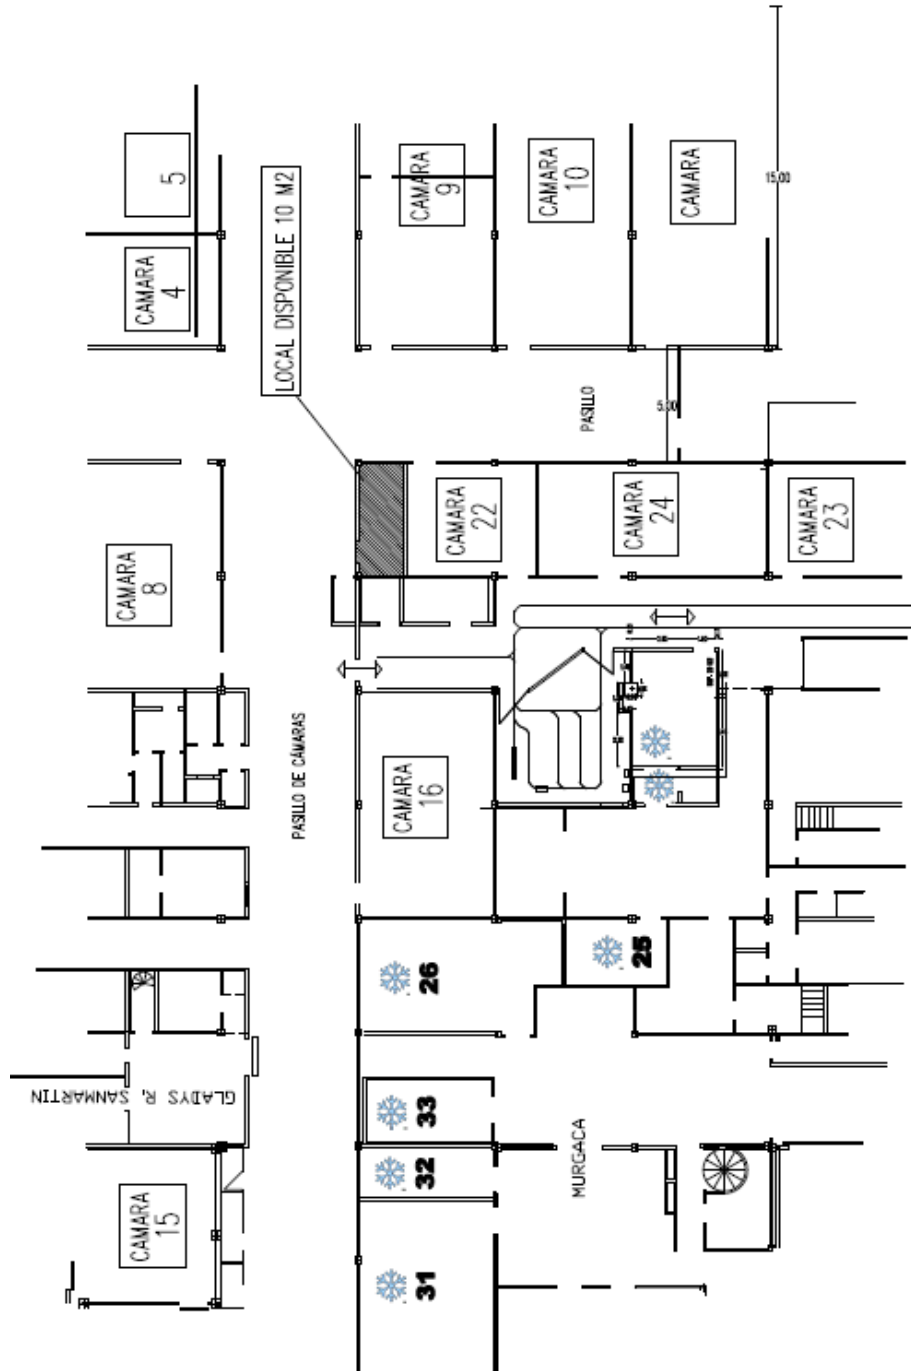 5
CAMARA
4
LOCAL DISPONIBLE 10 M2
CAMARA
9
CAMARA
10
CAMARA
15,00
PASILLO
5,00
CAMARA
8
CAMARA
22
CAMARA
24
CAMARA
23
PASILLO DE CÁMARAS
CAMARA
16
26
25
GLADYS R. SANMARTIN
33
32
31
MURGACA
CAMARA
15